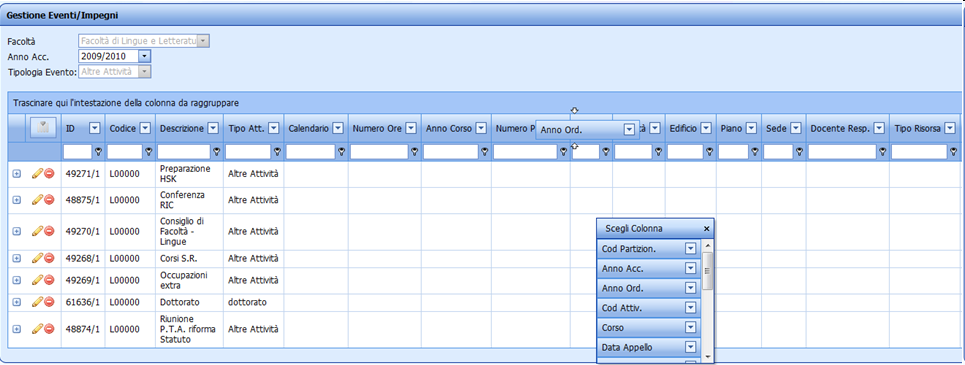 Gestione Eventi/Impegni
Facoltà Facoltà di Lingue e Letteratu
Anno Acc. 2009/2010
Tipologia Evento: Altre Attività
Trascinare qui l'intestazione della colonna da raggruppare
ID Codice Descrizione Tipo Att. Calendario Numero Ore Anno Corso Numero P Anno Ord. Edificio Piano Sede Docente Resp. Tipo Risorsa
49271/1 L00000 Preparazione
HSK Altre Attività
48875/1 L00000 Conferenza
RIC Altre Attività
49270/1 L00000 Consiglio di
Facoltà -
Lingue Altre Attività
49268/1 L00000 Corsi S.R. Altre Attività
49269/1 L00000 Occupazioni
extra Altre Attività
61636/1 L00000 Dottorato dottorato
48874/1 L00000 Riunione
P.T.A. riforma
Statuto Altre Attività
Scegli Colonna
Cod Partizion.
Anno Acc.
Anno Ord.
Cod Attiv.
Corso
Data Appello